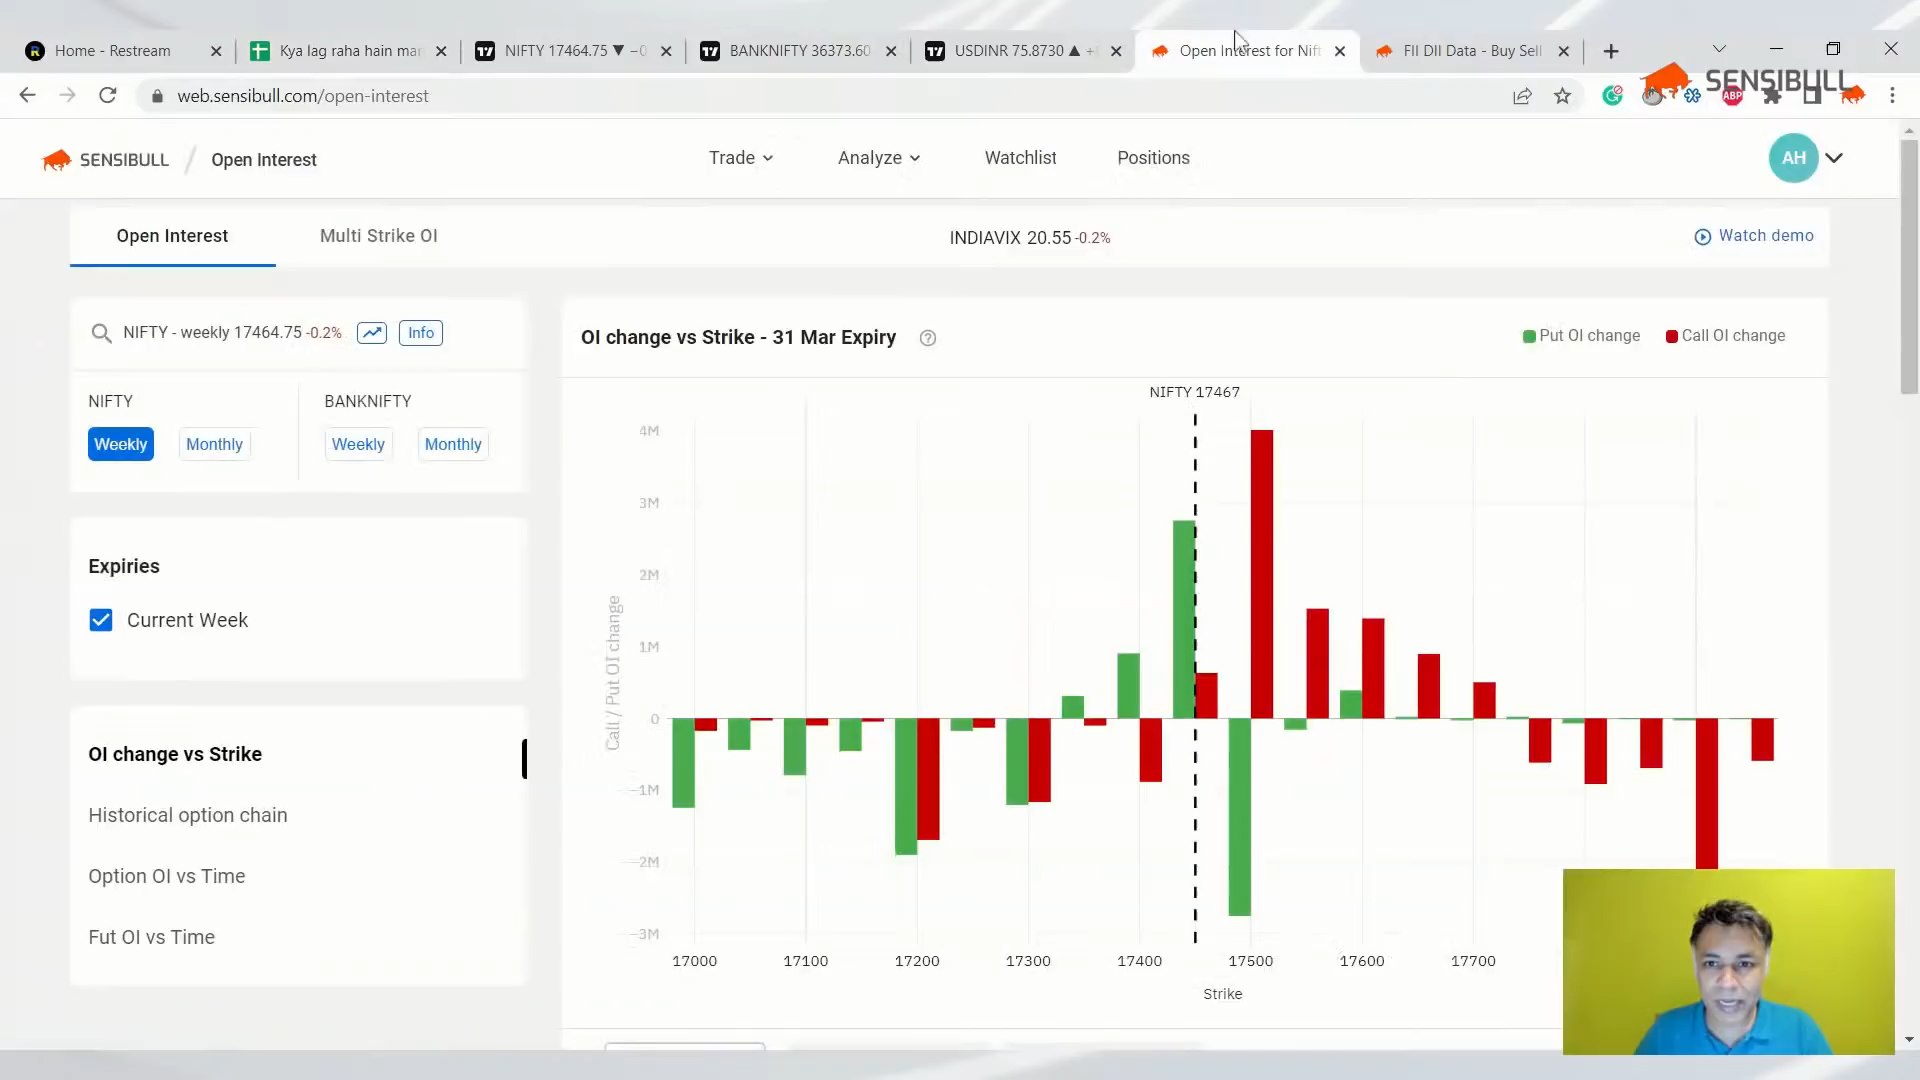 Home - Restream
Kya lag raha hain mar
NIFTY 17464.75 ▼ −0
BANKNIFTY 36373.60
USDINR 75.8730 ▲ +
Open Interest for Nift
FII DII Data - Buy Sell
web.sensibull.com/open-interest
ABP
SENSIBULL
SENSIBULL / Open Interest
Trade
Analyze
Watchlist
Positions
AH
Open Interest
Multi Strike OI
INDIAVIX 20.55 -0.2%
Watch demo
NIFTY - weekly 17464.75 -0.2%
Info
NIFTY
BANKNIFTY
Weekly
Monthly
Weekly
Monthly
Expiries
Current Week
OI change vs Strike
Historical option chain
Option OI vs Time
Fut OI vs Time
OI change vs Strike - 31 Mar Expiry
Put OI change
Call OI change
NIFTY 17467
4M
3M
2M
1M
0
−1M
−2M
−3M
Call / Put OI change
17000
17100
17200
17300
17400
17500
17600
17700
Strike